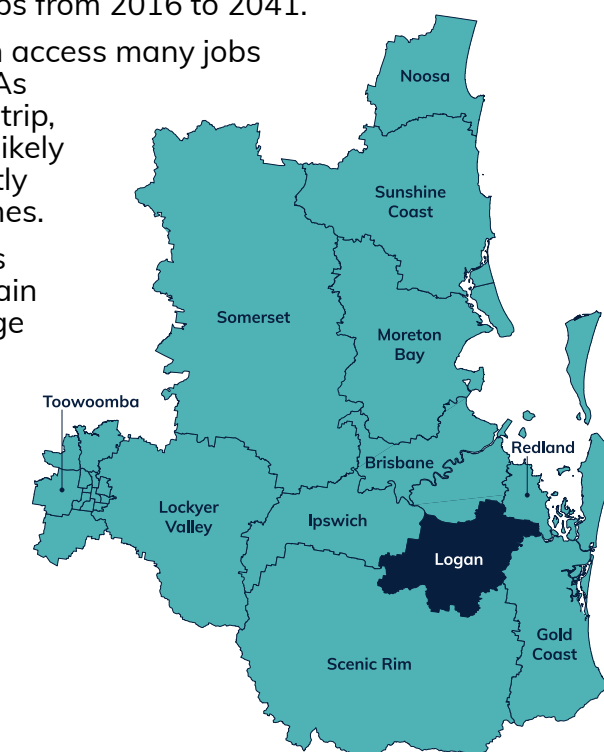 bs from 2016 to 2041.
access many jobs
As
trip,
ikely
tly
nes.
s
ain
ge
Noosa
Sunshine
Coast
Somerset
Moreton
Bay
Toowoomba
Redland
Brisbane
Lockyer
Valley
Ipswich
Logan
Gold
Coast
Scenic Rim